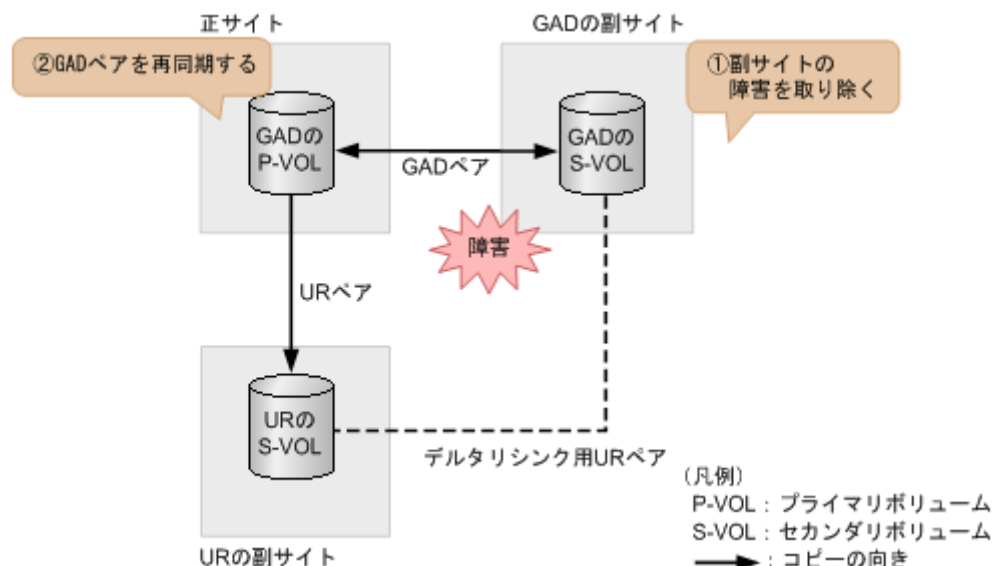 正サイト
GADの副サイト
②GADペアを再同期する
①副サイトの
障害を取り除く
GADの
P-VOL
GADペア
GADの
S-VOL
障害
URペア
URの
S-VOL
デルタリシンク用URペア
URの副サイト
(凡例)
P-VOL：プライマリボリューム
S-VOL：セカンダリボリューム
：コピーの向き